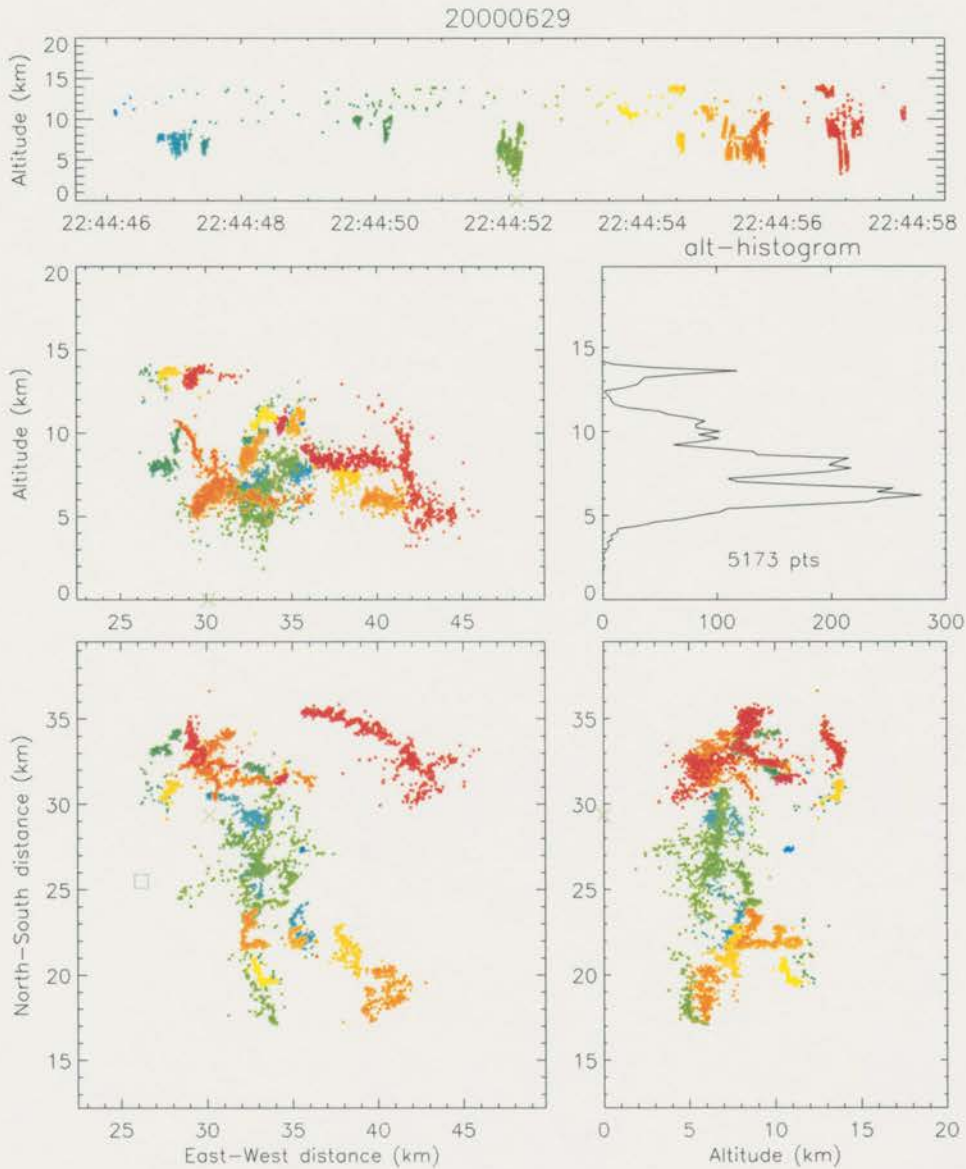 20000629
Altitude (km)
20
15
10
5
0
22:44:46 22:44:48 22:44:50 22:44:52 22:44:54 22:44:56 22:44:58
alt-histogram
Altitude (km)
20
15
10
5
0
25 30 35 40 45
15
10
5
0
0 100 200 300
5173 pts
North-South distance (km)
35
30
25
20
15
25 30 35 40 45
East-West distance (km)
35
30
25
20
15
0 5 10 15 20
Altitude (km)